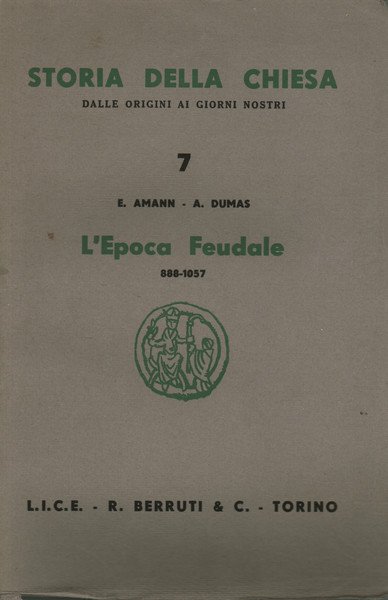 STORIA DELLA CHIESA
DALLE ORIGINI AI GIORNI NOSTRI
7
E. AMANN - A. DUMAS
L'Epoca Feudale
888-1057
L.I.C.E. - R. BERRUTI & C. - TORINO